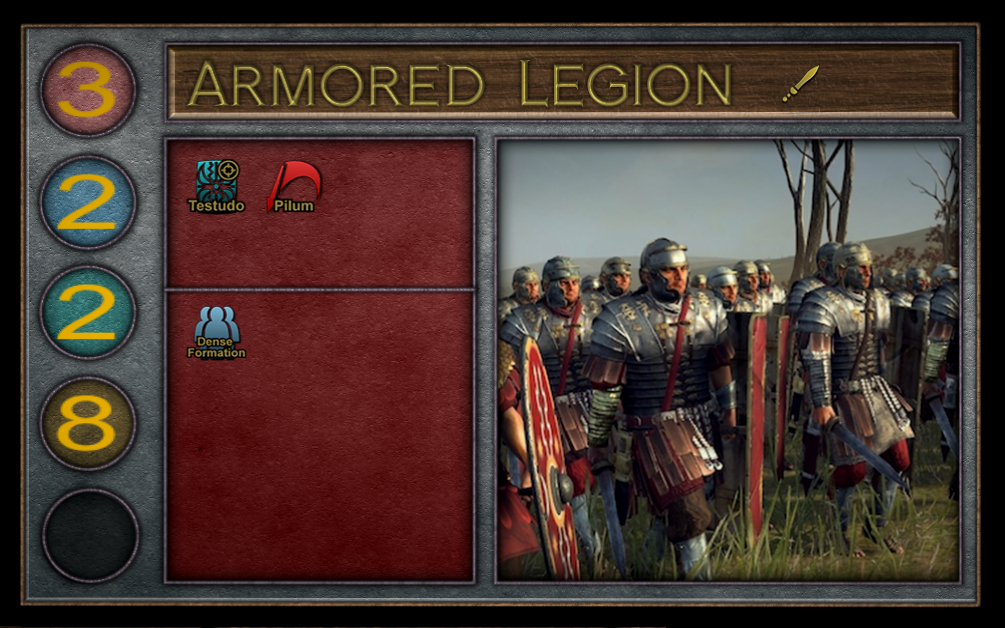 3
ARMORED LEGION
2
2
8
Testudo Pilum
Dense
Formation